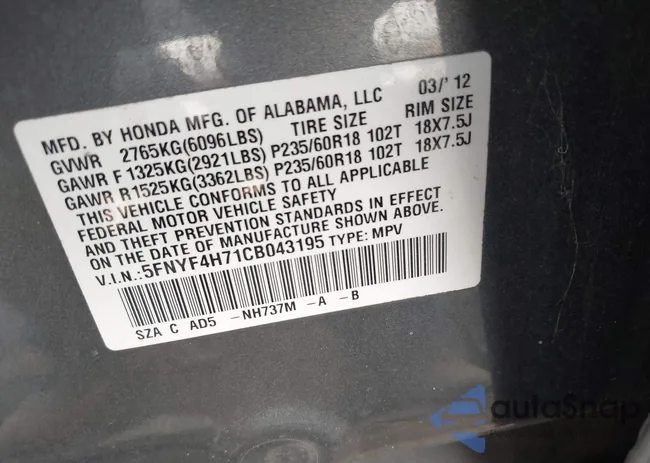 MFD. BY HONDA MFG. OF ALABAMA, LLC 03/' 12
GVWR 2765KG(6096LBS) TIRE SIZE RIM SIZE
GAWR F 1325KG(2921LBS) P235/60R18 102T 18X7.5J
GAWR R1525KG(3362LBS) P235/60R18 102T 18X7.5J
THIS VEHICLE CONFORMS TO ALL APPLICABLE
FEDERAL MOTOR VEHICLE SAFETY
AND THEFT PREVENTION STANDARDS IN EFFECT
ON THE DATE OF MANUFACTURE SHOWN ABOVE.
V.I.N.:5FNYF4H71CB043195 TYPE: MPV
SZA C AD5 -NH737M -A -B
autoSnap